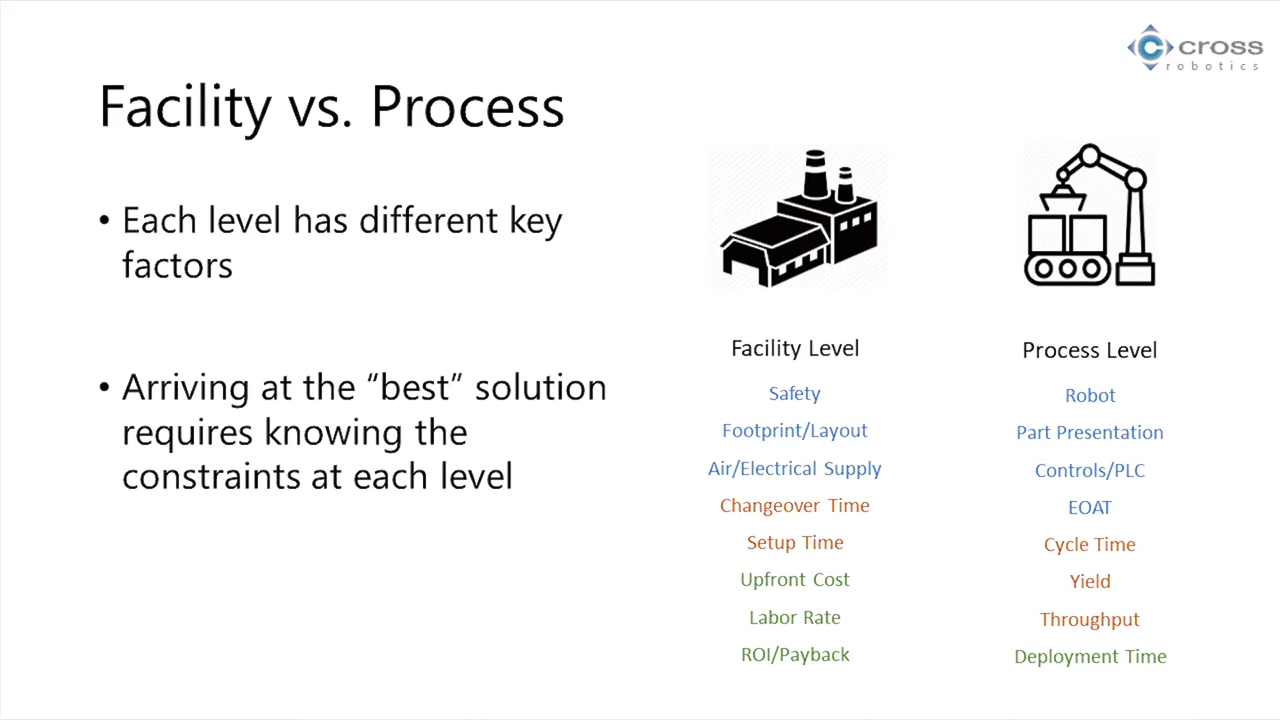 cross
robotics
Facility vs. Process
• Each level has different key
factors
• Arriving at the “best” solution
requires knowing the
constraints at each level
Facility Level
Safety
Footprint/Layout
Air/Electrical Supply
Changeover Time
Setup Time
Upfront Cost
Labor Rate
ROI/Payback
Process Level
Robot
Part Presentation
Controls/PLC
EOAT
Cycle Time
Yield
Throughput
Deployment Time